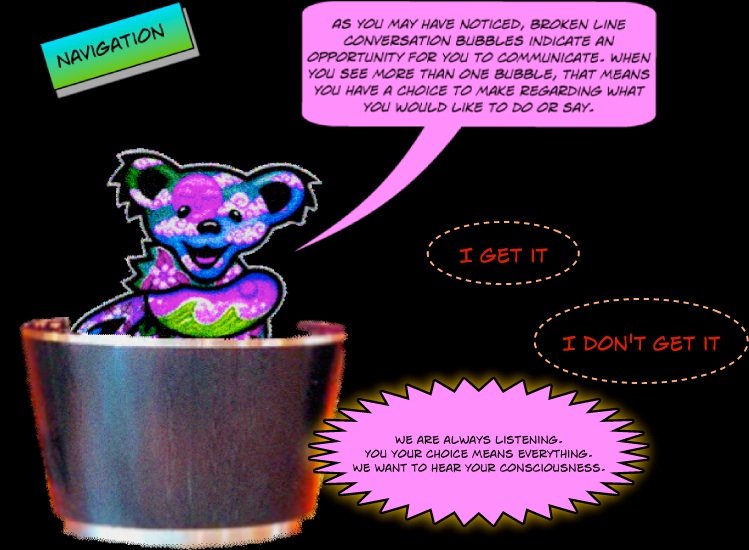 NAVIGATION
AS YOU MAY HAVE NOTICED, BROKEN LINE
CONVERSATION BUBBLES INDICATE AN
OPPORTUNITY FOR YOU TO COMMUNICATE. WHEN
YOU SEE MORE THAN ONE BUBBLE, THAT MEANS
YOU HAVE A CHOICE TO MAKE REGARDING WHAT
YOU WOULD LIKE TO DO OR SAY.
I GET IT
I DON'T GET IT
WE ARE ALWAYS LISTENING.
YOU YOUR CHOICE MEANS EVERYTHING.
WE WANT TO HEAR YOUR CONSCIOUSNESS.